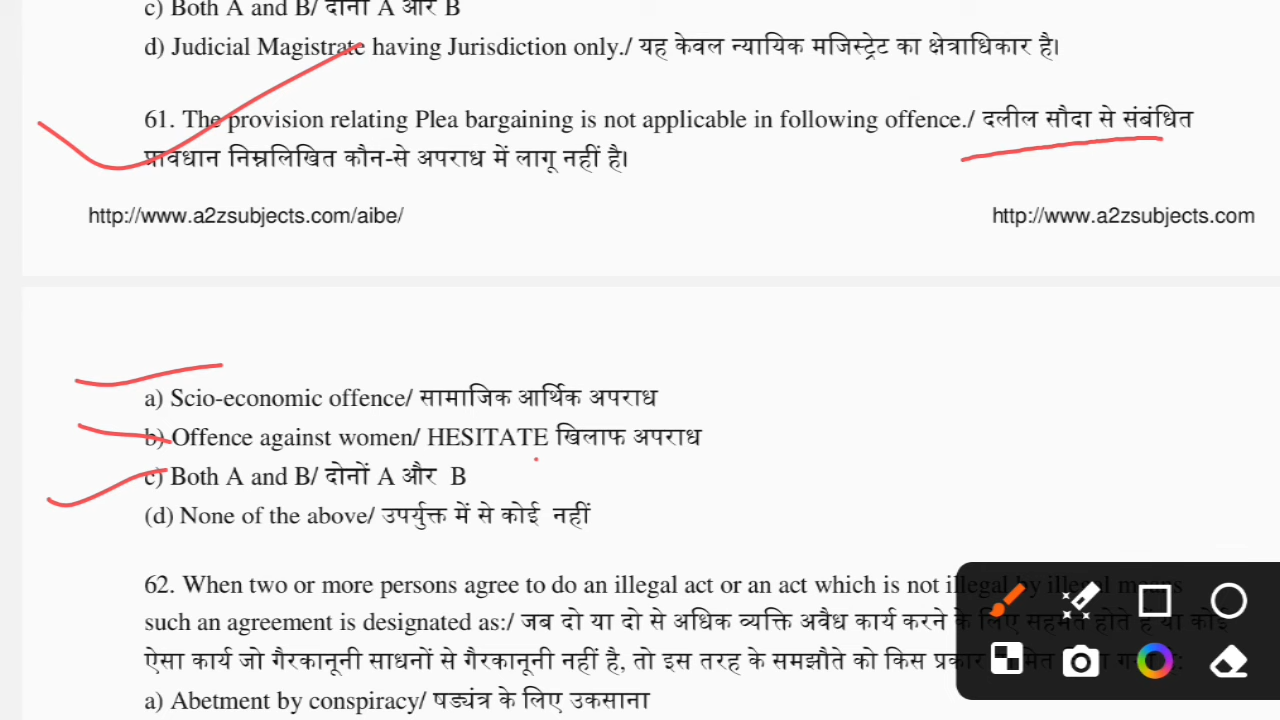 c) Both A and B/ दोनों A और B
d) Judicial Magistrate having Jurisdiction only./ यह केवल न्यायिक मजिस्ट्रेट का क्षेत्राधिकार है।
61. The provision relating Plea bargaining is not applicable in following offence./ दलील सौदा से संबंधित
प्रावधान निम्नलिखित कौन-से अपराध में लागू नहीं है।
http://www.a2zsubjects.com/aibe/ http://www.a2zsubjects.com
a) Scio-economic offence/ सामाजिक आर्थिक अपराध
b) Offence against women/ HESITATE खिलाफ अपराध
c) Both A and B/ दोनों A और B
(d) None of the above/ उपर्युक्त में से कोई नहीं
62. When two or more persons agree to do an illegal act or an act which is not illegal by illegal means
such an agreement is designated as:/ जब दो या दो से अधिक व्यक्ति अवैध कार्य करने के लिए सहमत होते हैं या कोई
ऐसा कार्य जो गैरकानूनी साधनों से गैरकानूनी नहीं है, तो इस तरह के समझौते को किस
a) Abetment by conspiracy/ षड्यंत्र के लिए उकसाना